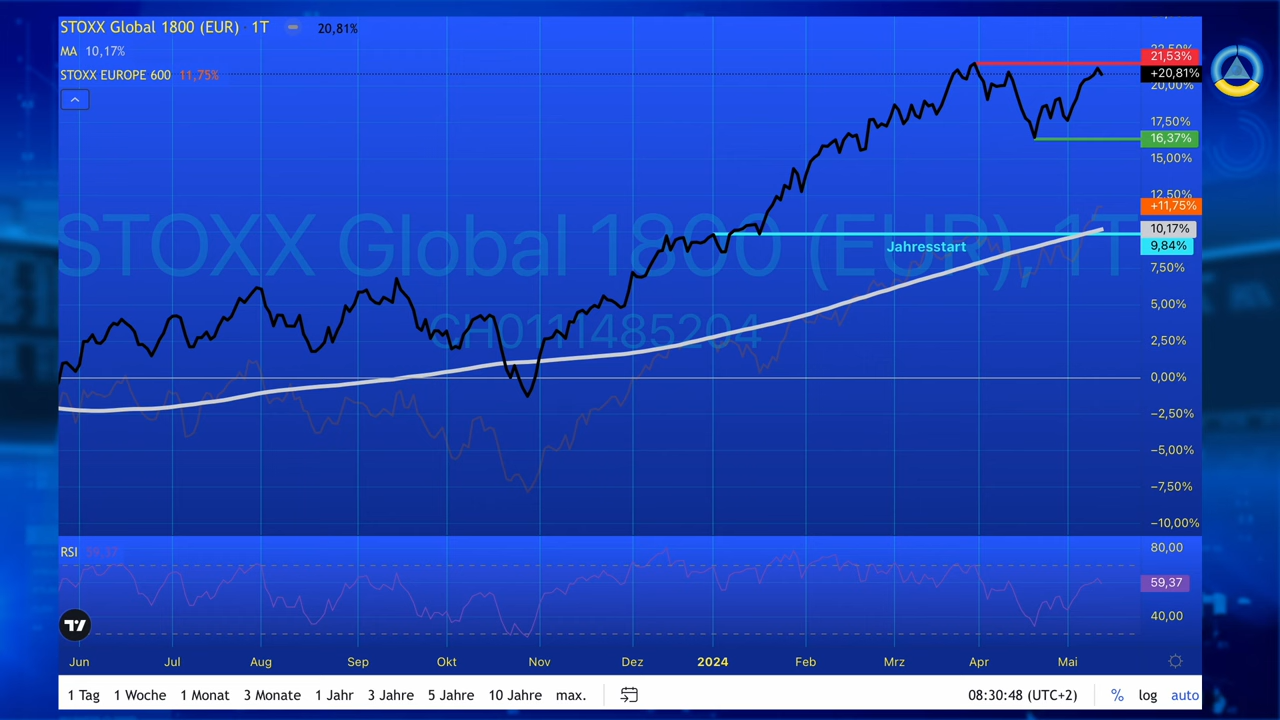 STOXX Global 1800 (EUR) · 1T 20,81%
MA 10,17%
STOXX EUROPE 600 11,75%
21,53%
+20,81%
20,00%
17,50%
16,37%
15,00%
12,50%
+11,75%
10,17%
9,84%
7,50%
5,00%
2,50%
0,00%
−2,50%
−5,00%
−7,50%
−10,00%
STOXX Global 1800 (EUR), 1T
CH0111485204
Jahresstart
RSI 59,37
80,00
59,37
40,00
Jun Jul Aug Sep Okt Nov Dez 2024 Feb Mrz Apr Mai
1 Tag 1 Woche 1 Monat 3 Monate 1 Jahr 3 Jahre 5 Jahre 10 Jahre max. 08:30:48 (UTC+2) % log auto